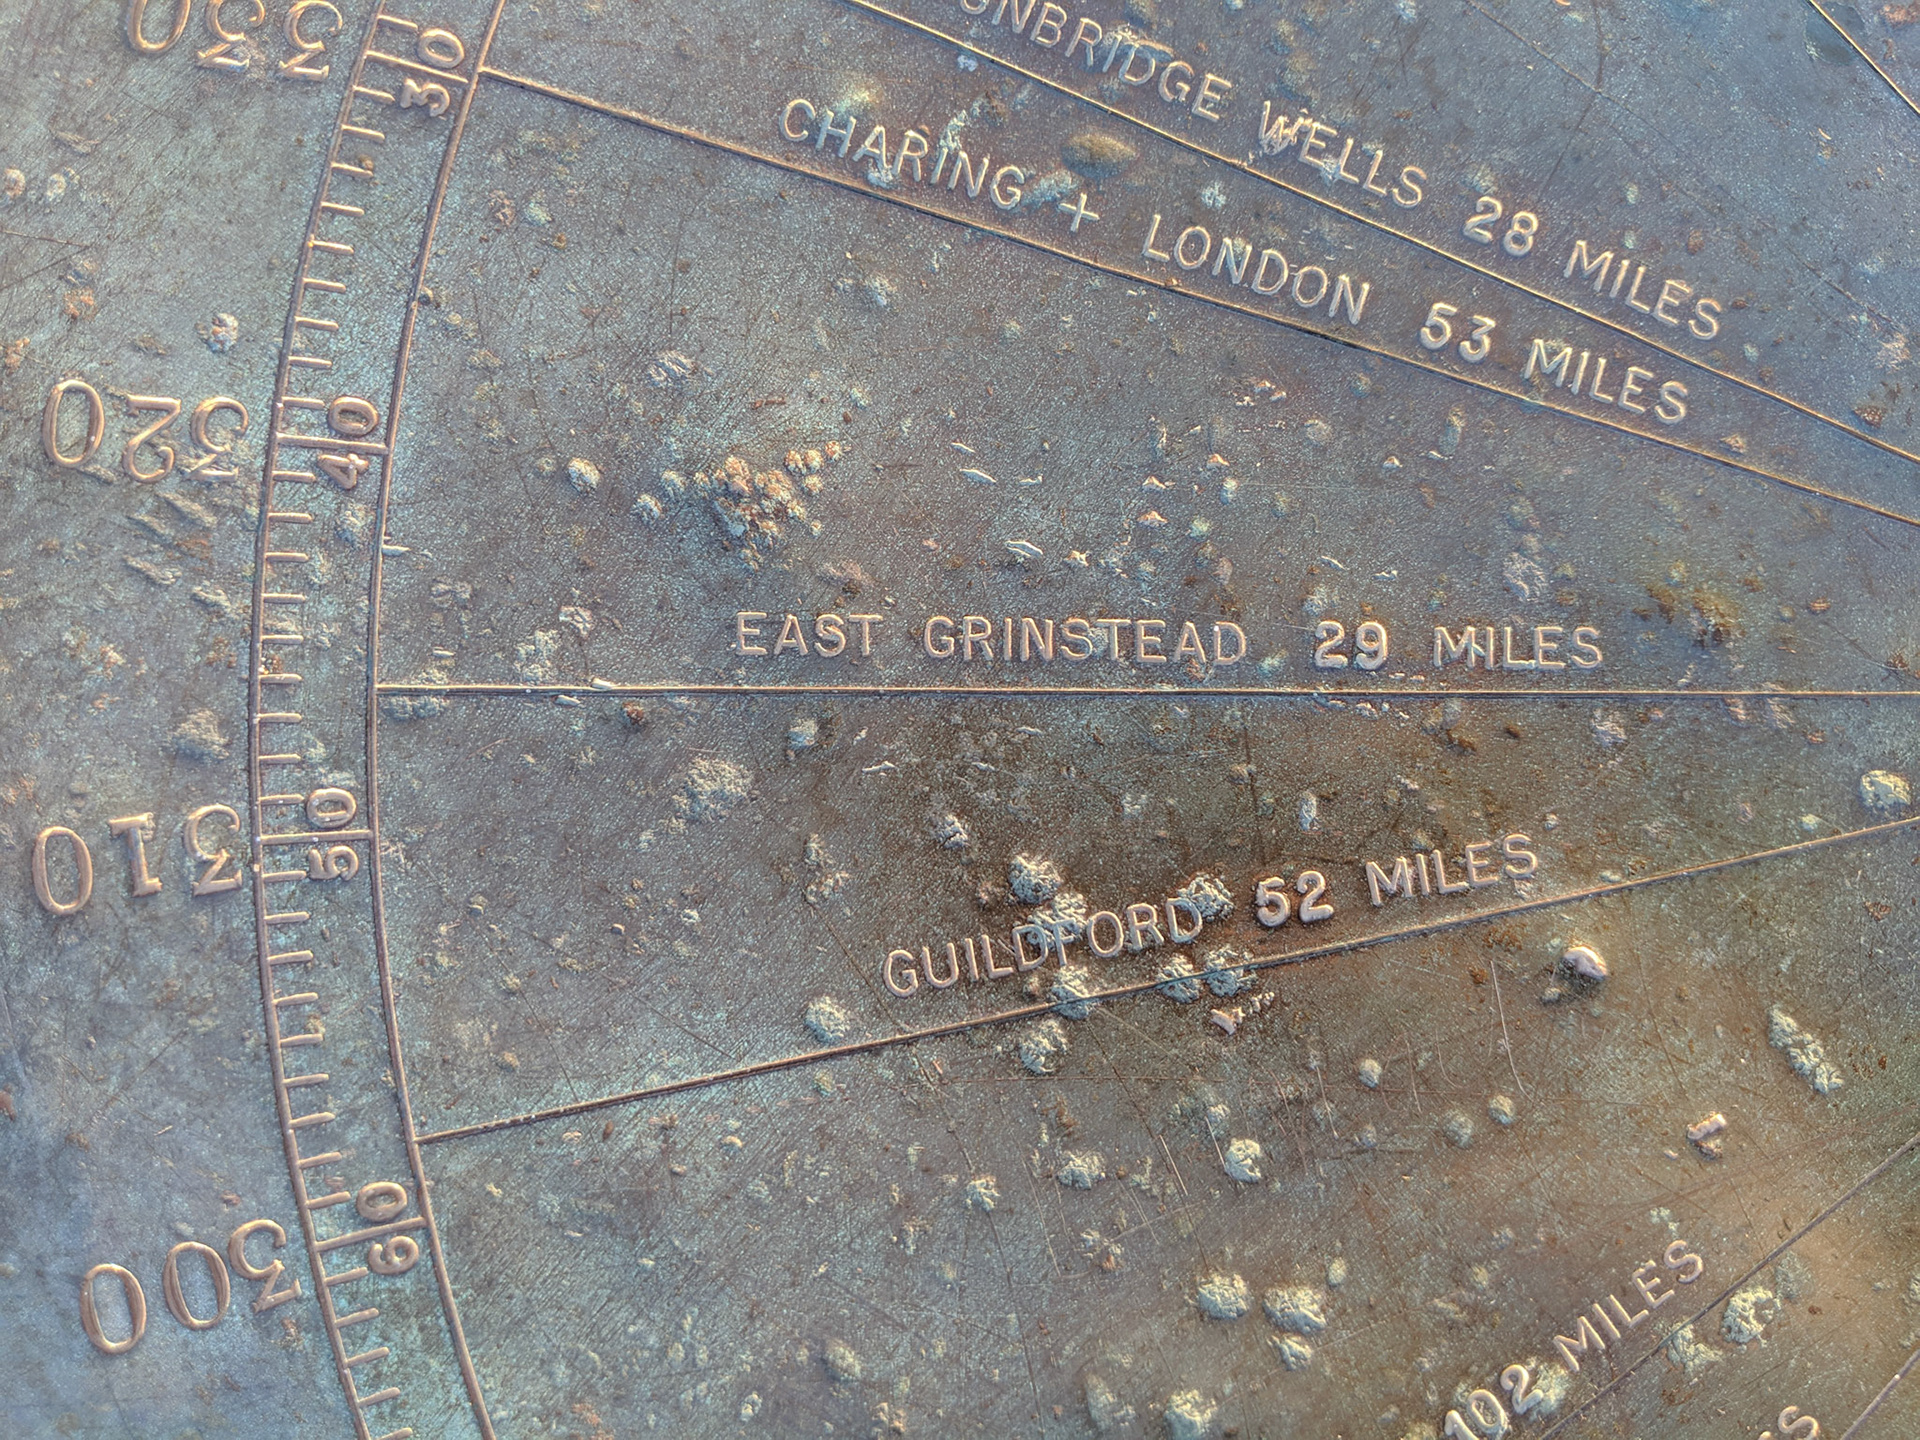 330
30
UNBRIDGE WELLS 28 MILES
CHARING + LONDON 53 MILES
320
40
EAST GRINSTEAD 29 MILES
310
50
GUILDFORD 52 MILES
300
60
102 MILES